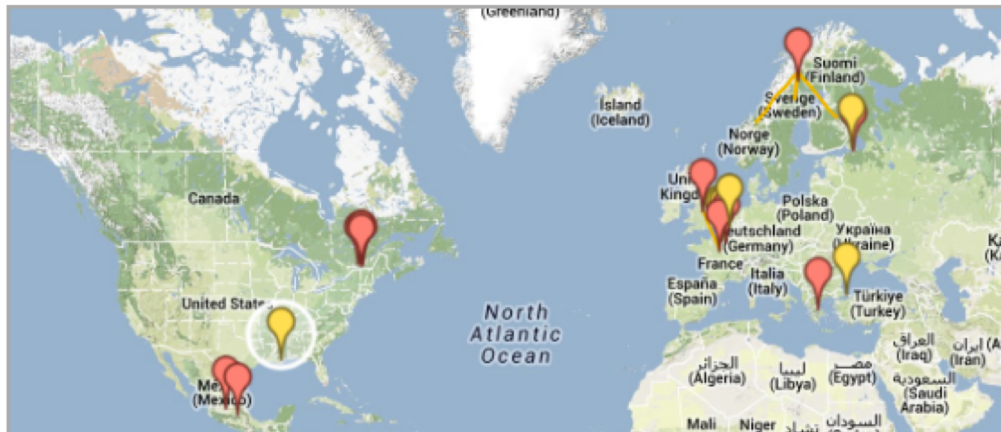 (Greenland)
Suomi
(Finland)
Ísland
(Iceland)
Sverige
(Sweden)
Norge
(Norway)
Canada
Polska
(Poland)
Україна
(Ukraine)
Deutschland
(Germany)
France
Italia
(Italy)
España
(Spain)
Türkiye
(Turkey)
United States
North
Atlantic
Ocean
(Mexico)
العراق
(Iraq)
ایران
(Iran)
الجزائر
(Algeria)
ليبيا
(Libya)
مصر
(Egypt)
السعودية
(Saudi
Arabia)
Mali
Niger
تشاد
السودان